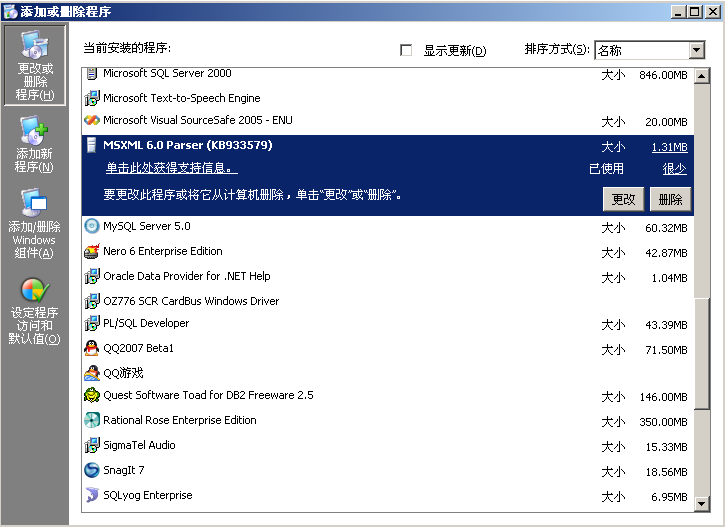 添加或删除程序
更改或
删除
程序(H)
添加新
程序(N)
添加/删除
Windows
组件(A)
设定程序
访问和
默认值(O)
当前安装的程序: 显示更新(D) 排序方式(S): 名称
Microsoft SQL Server 2000 大小 846.00MB
Microsoft Text-to-Speech Engine
Microsoft Visual SourceSafe 2005 - ENU 大小 20.00MB
MSXML 6.0 Parser (KB933579) 大小 1.31MB
单击此处获得支持信息。 已使用 很少
要更改此程序或将它从计算机删除，单击“更改”或“删除”。 更改 删除
MySQL Server 5.0 大小 60.32MB
Nero 6 Enterprise Edition 大小 42.87MB
Oracle Data Provider for .NET Help 大小 1.04MB
OZ776 SCR CardBus Windows Driver
PL/SQL Developer 大小 43.39MB
QQ2007 Beta1 大小 71.50MB
QQ游戏
Quest Software Toad for DB2 Freeware 2.5 大小 146.00MB
Rational Rose Enterprise Edition 大小 350.00MB
SigmaTel Audio 大小 15.33MB
SnagIt 7 大小 18.56MB
SQLyog Enterprise 大小 6.95MB